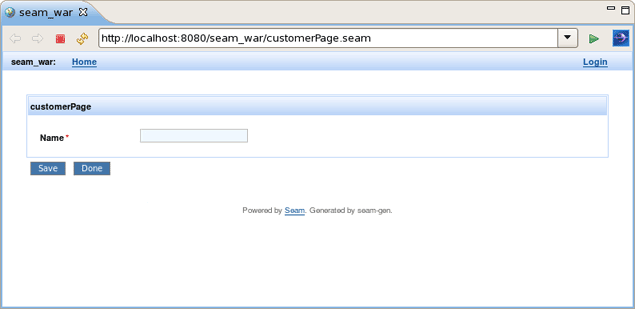 seam_war
http://localhost:8080/seam_war/customerPage.seam
seam_war: Home Login
customerPage
Name *
Save Done
Powered by Seam. Generated by seam-gen.